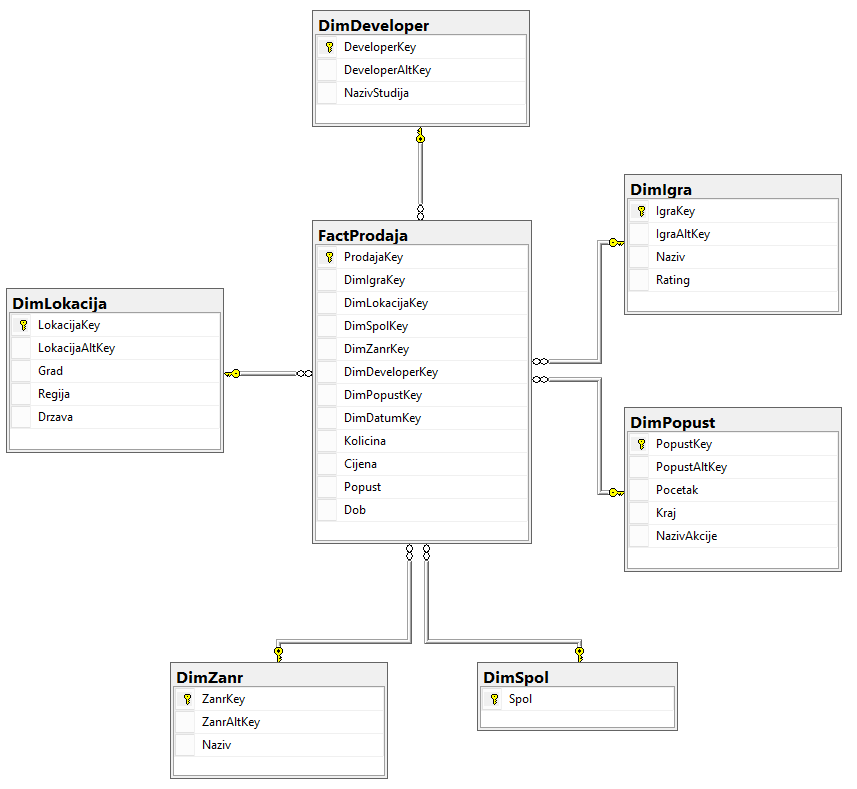 DimDeveloper
DeveloperKey
DeveloperAltKey
NazivStudija
DimIgra
IgraKey
IgraAltKey
Naziv
Rating
FactProdaja
ProdajaKey
DimIgraKey
DimLokacijaKey
DimSpolKey
DimZanrKey
DimDeveloperKey
DimPopustKey
DimDatumKey
Kolicina
Cijena
Popust
Dob
DimLokacija
LokacijaKey
LokacijaAltKey
Grad
Regija
Drzava
DimPopust
PopustKey
PopustAltKey
Pocetak
Kraj
NazivAkcije
DimZanr
ZanrKey
ZanrAltKey
Naziv
DimSpol
Spol